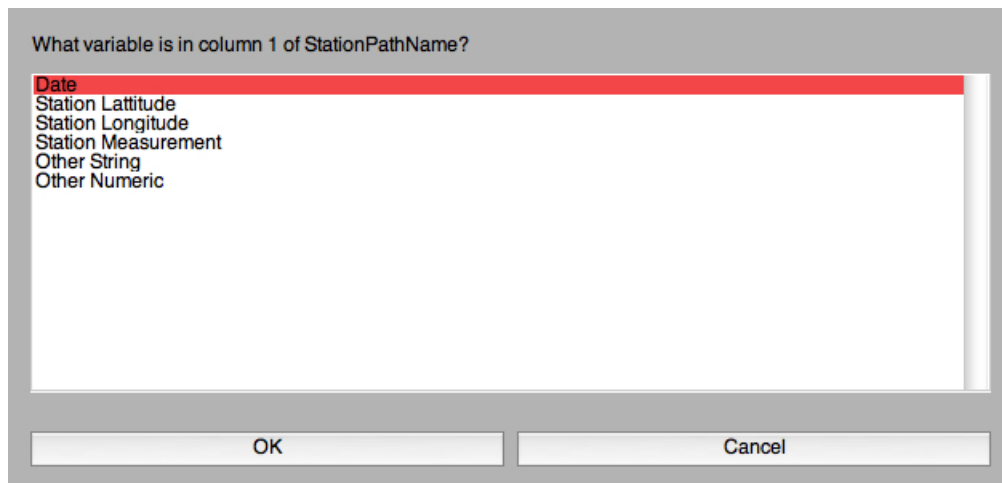 What variable is in column 1 of StationPathName?
Date
Station Lattitude
Station Longitude
Station Measurement
Other String
Other Numeric
OK
Cancel